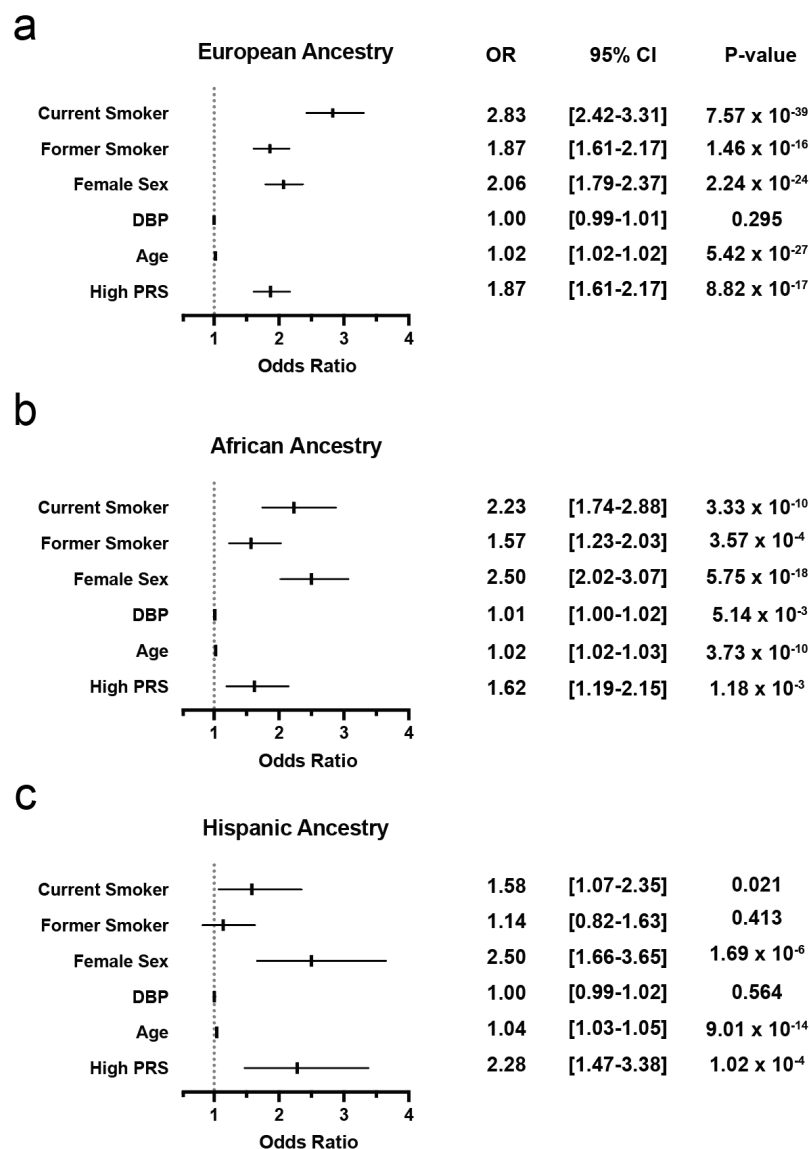 a
European Ancestry OR 95% CI P-value
Current Smoker 2.83 [2.42-3.31] 7.57 x 10⁻³⁹
Former Smoker 1.87 [1.61-2.17] 1.46 x 10⁻¹⁶
Female Sex 2.06 [1.79-2.37] 2.24 x 10⁻²⁴
DBP 1.00 [0.99-1.01] 0.295
Age 1.02 [1.02-1.02] 5.42 x 10⁻²⁷
High PRS 1.87 [1.61-2.17] 8.82 x 10⁻¹⁷
1 2 3 4
Odds Ratio
b
African Ancestry
Current Smoker 2.23 [1.74-2.88] 3.33 x 10⁻¹⁰
Former Smoker 1.57 [1.23-2.03] 3.57 x 10⁻⁴
Female Sex 2.50 [2.02-3.07] 5.75 x 10⁻¹⁸
DBP 1.01 [1.00-1.02] 5.14 x 10⁻³
Age 1.02 [1.02-1.03] 3.73 x 10⁻¹⁰
High PRS 1.62 [1.19-2.15] 1.18 x 10⁻³
1 2 3 4
Odds Ratio
c
Hispanic Ancestry
Current Smoker 1.58 [1.07-2.35] 0.021
Former Smoker 1.14 [0.82-1.63] 0.413
Female Sex 2.50 [1.66-3.65] 1.69 x 10⁻⁶
DBP 1.00 [0.99-1.02] 0.564
Age 1.04 [1.03-1.05] 9.01 x 10⁻¹⁴
High PRS 2.28 [1.47-3.38] 1.02 x 10⁻⁴
1 2 3 4
Odds Ratio